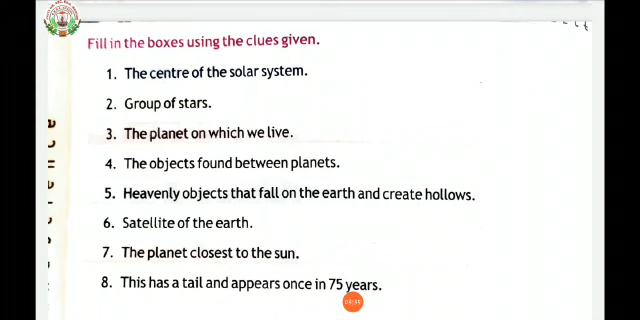 Fill in the boxes using the clues given.
1. The centre of the solar system.
2. Group of stars.
3. The planet on which we live.
4. The objects found between planets.
5. Heavenly objects that fall on the earth and create hollows.
6. Satellite of the earth.
7. The planet closest to the sun.
8. This has a tail and appears once in 75 years.